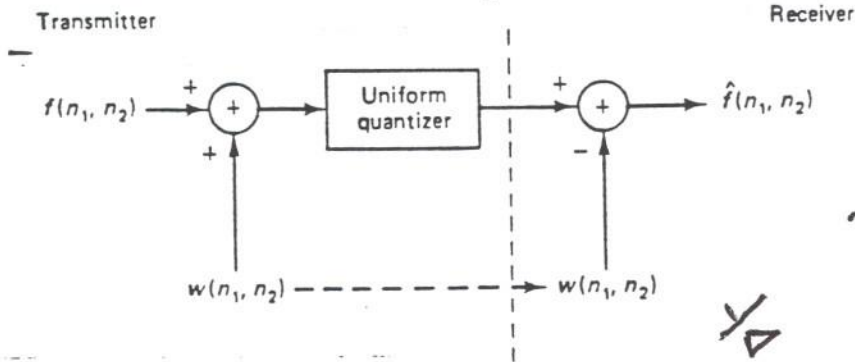 Transmitter
Receiver
f(n₁, n₂)
+
+
+
Uniform
quantizer
+
+
−
f̂(n₁, n₂)
w(n₁, n₂)
w(n₁, n₂)